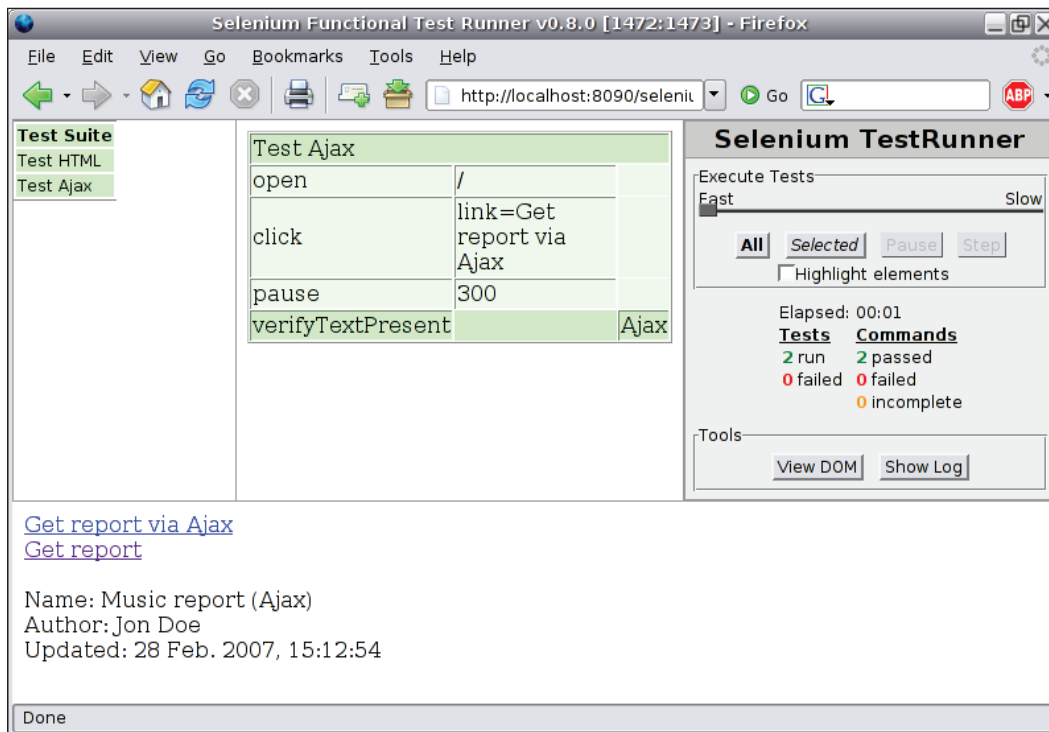 Selenium Functional Test Runner v0.8.0 [1472:1473] - Firefox
File Edit View Go Bookmarks Tools Help
http://localhost:8090/seleniu Go G ABP
Test Suite
Test HTML
Test Ajax
Test Ajax
open /
click link=Get
report via
Ajax
pause 300
verifyTextPresent Ajax
Selenium TestRunner
Execute Tests
Fast Slow
All Selected Pause Step
Highlight elements
Elapsed: 00:01
Tests Commands
2 run 2 passed
0 failed 0 failed
0 incomplete
Tools
View DOM Show Log
Get report via Ajax
Get report
Name: Music report (Ajax)
Author: Jon Doe
Updated: 28 Feb. 2007, 15:12:54
Done